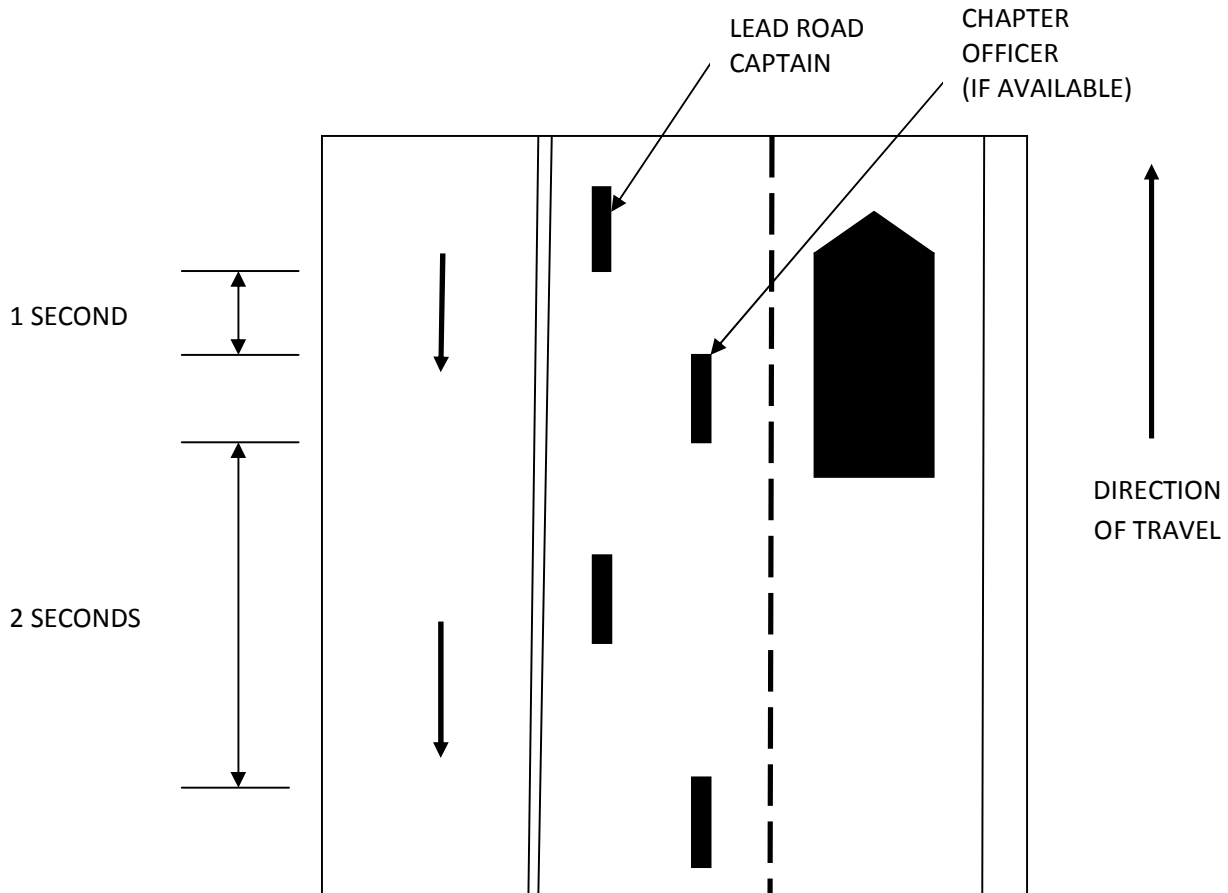 LEAD ROAD
CAPTAIN
CHAPTER
OFFICER
(IF AVAILABLE)
1 SECOND
DIRECTION
OF TRAVEL
2 SECONDS